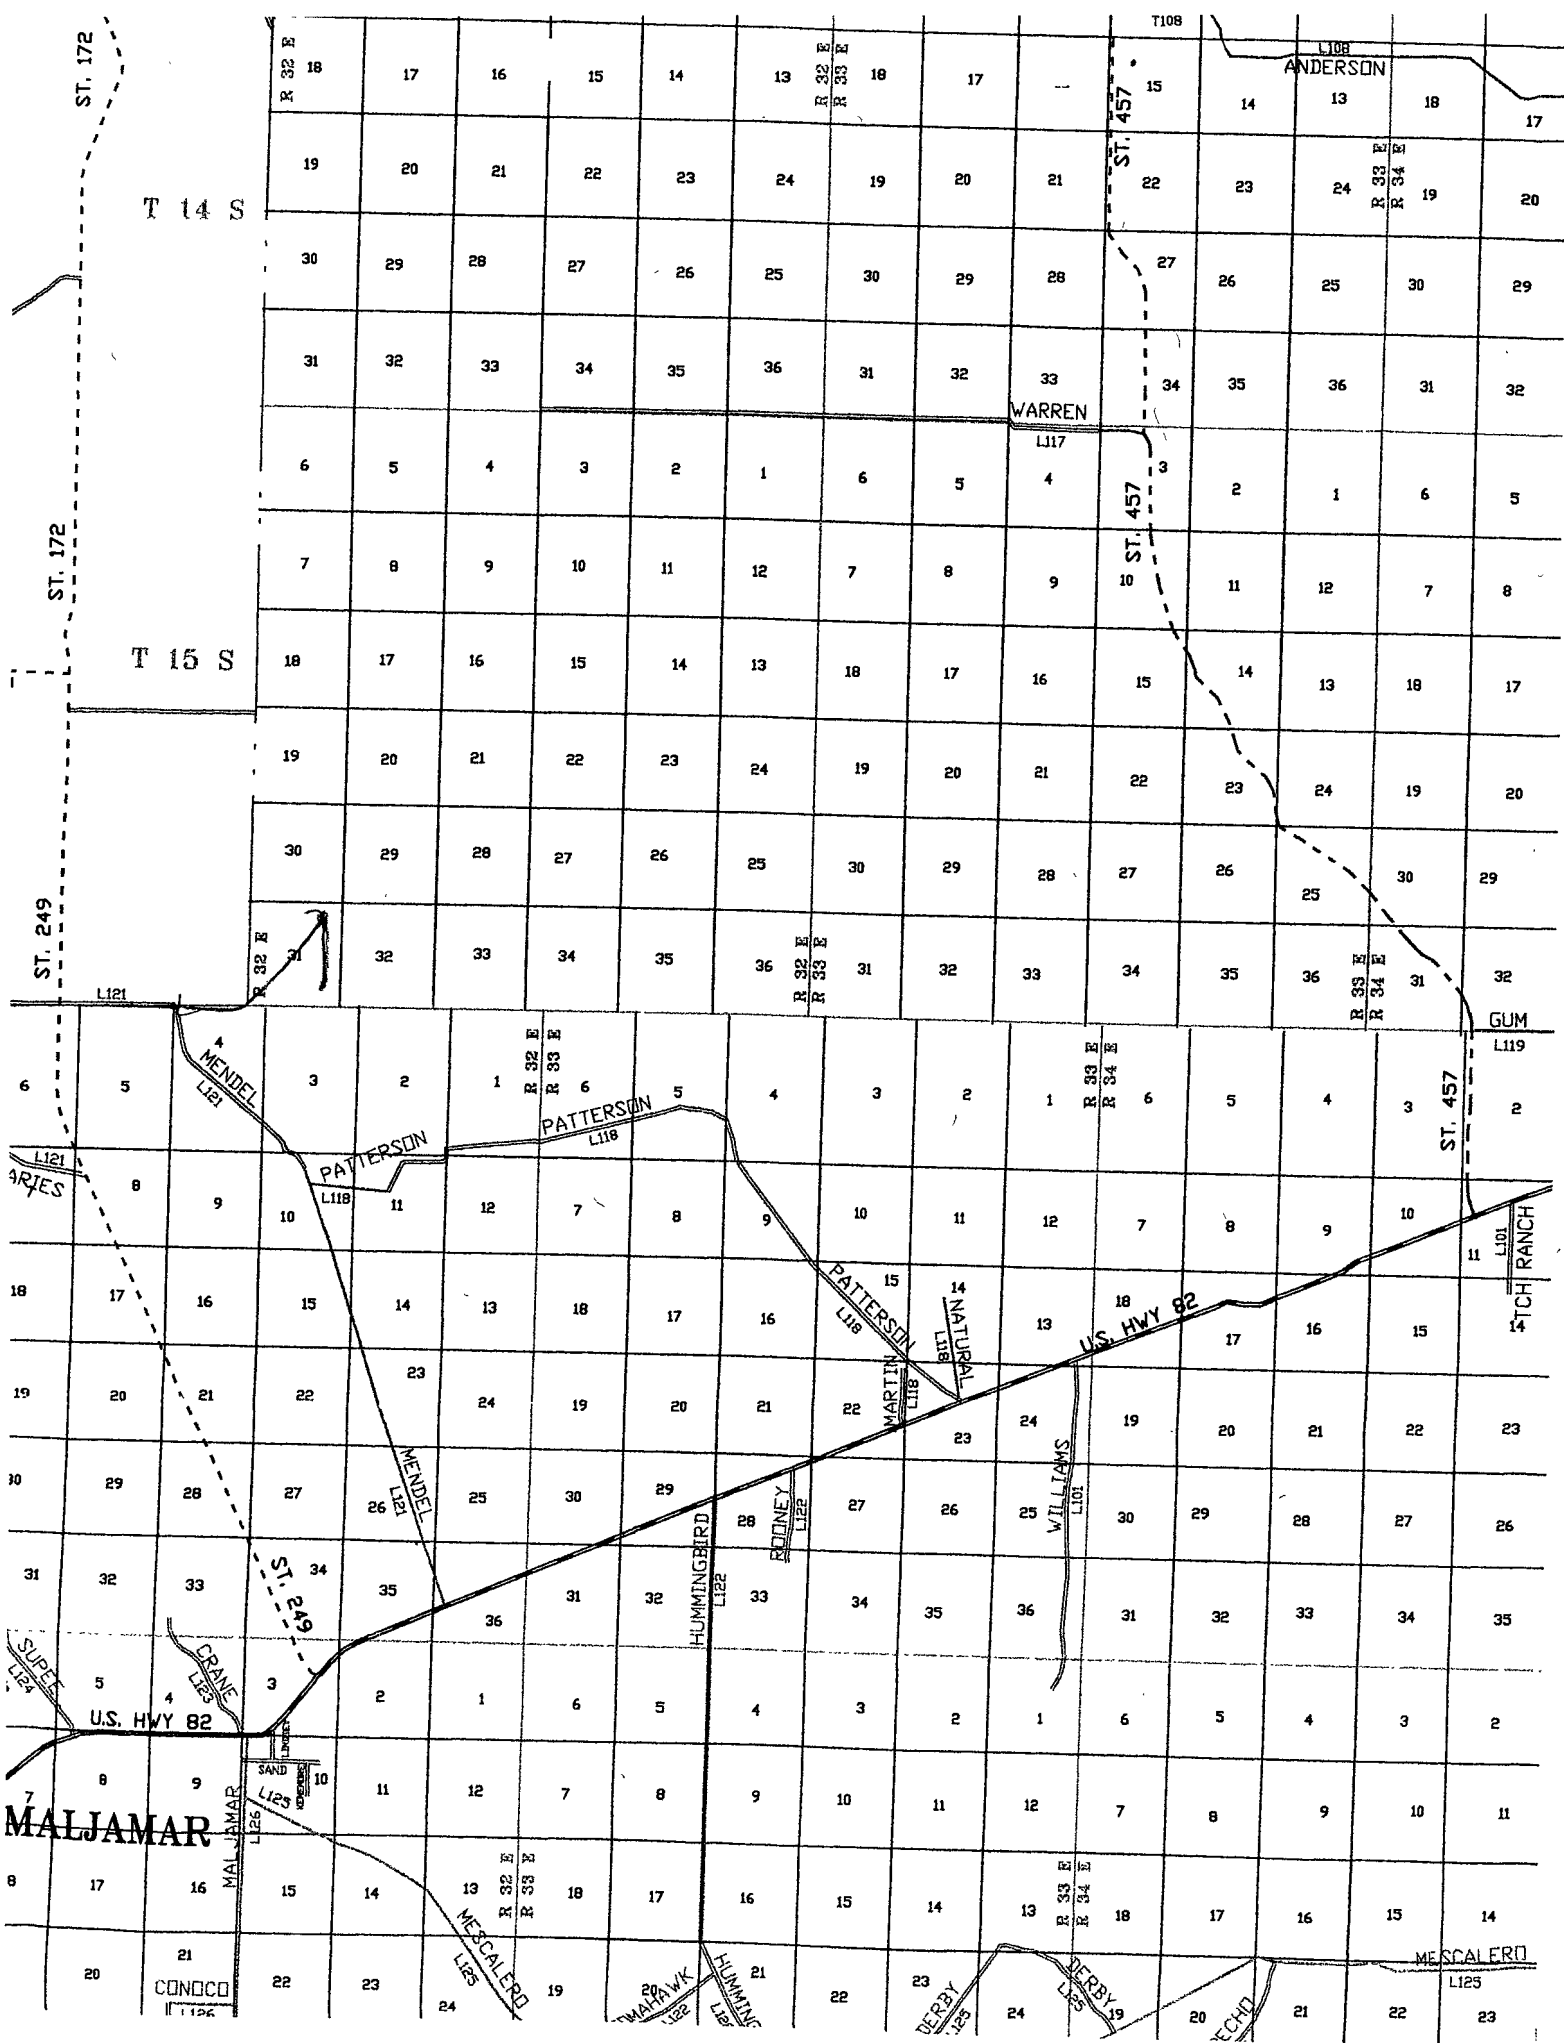 T108
ST. 172
R 32 E
18 17 16 15 14 13
R 32 E
R 33 E
18 17
ST. 457
15 14 13 18 17
L108
ANDERSON
19 20 21 22 23 24 19 20 21 22 23 24
R 33 E
R 34 E
19 20
T 14 S
30 29 28 27 26 25 30 29 28 27 26 25 30 29
31 32 33 34 35 36 31 32 33 34 35 36 31 32
WARREN
L117
6 5 4 3 2 1 6 5 4 3 2 1 6 5
ST. 457
ST. 172
7 8 9 10 11 12 7 8 9 10 11 12 7 8
T 15 S
18 17 16 15 14 13 18 17 16 15 14 13 18 17
19 20 21 22 23 24 19 20 21 22 23 24 19 20
30 29 28 27 26 25 30 29 28 27 26 25 30 29
ST. 249
R 32 E
31 32 33 34 35 36
R 32 E
R 33 E
31 32 33 34 35 36
R 33 E
R 34 E
31 32
L121
GUM
L119
6 5 4
MENDEL
L121
3 2 1
R 32 E
R 33 E
6 5 4 3 2 1
R 33 E
R 34 E
6 5 4 3 2
ST. 457
PATTERSON
L118
PATTERSON
L118
L121
ARIES
8 9 10 11 12 7 8 9 10 11 12 7 8 9 10 11
L101
TCH RANCH
18 17 16 15 14 13 18 17 16
PATTERSON
L118
15 14
NATURAL
L118
13 18
U.S. HWY 82
17 16 15 14
19 20 21 22 23 24 19 20 21 22
MARTIN
L118
23 24 19 20 21 22 23
MENDEL
L121
30 29 28 27 26 25 30 29 28
ROONEY
L122
27 26 25
WILLIAMS
L101
30 29 28 27 26
31 32 33
ST. 249
34 35 36 31 32
HUMMINGBIRD
L122
33 34 35 36 31 32 33 34 35
SUPEE
L124
5 4
CRANE
L123
3 2 1 6 5 4 3 2 1 6 5 4 3 2
U.S. HWY 82
LINDSEY
SAND
7 8 9 10 11 12 7 8 9 10 11 12 7 8 9 10 11
L125
MALJAMAR
MALJAMAR
L126
8 17 16 15 14 13
R 32 E
R 33 E
18 17 16 15 14 13
R 33 E
R 34 E
18 17 16 15 14
MESCALERO
L125
MESCALERO
L125
20 21 22 23 24 19 20 21 22 23 24 19 20 21 22 23
CONOCO
L126
OMAHAWK
L122
HUMMING
DERBY
L125
DERBY
L125
ECHO